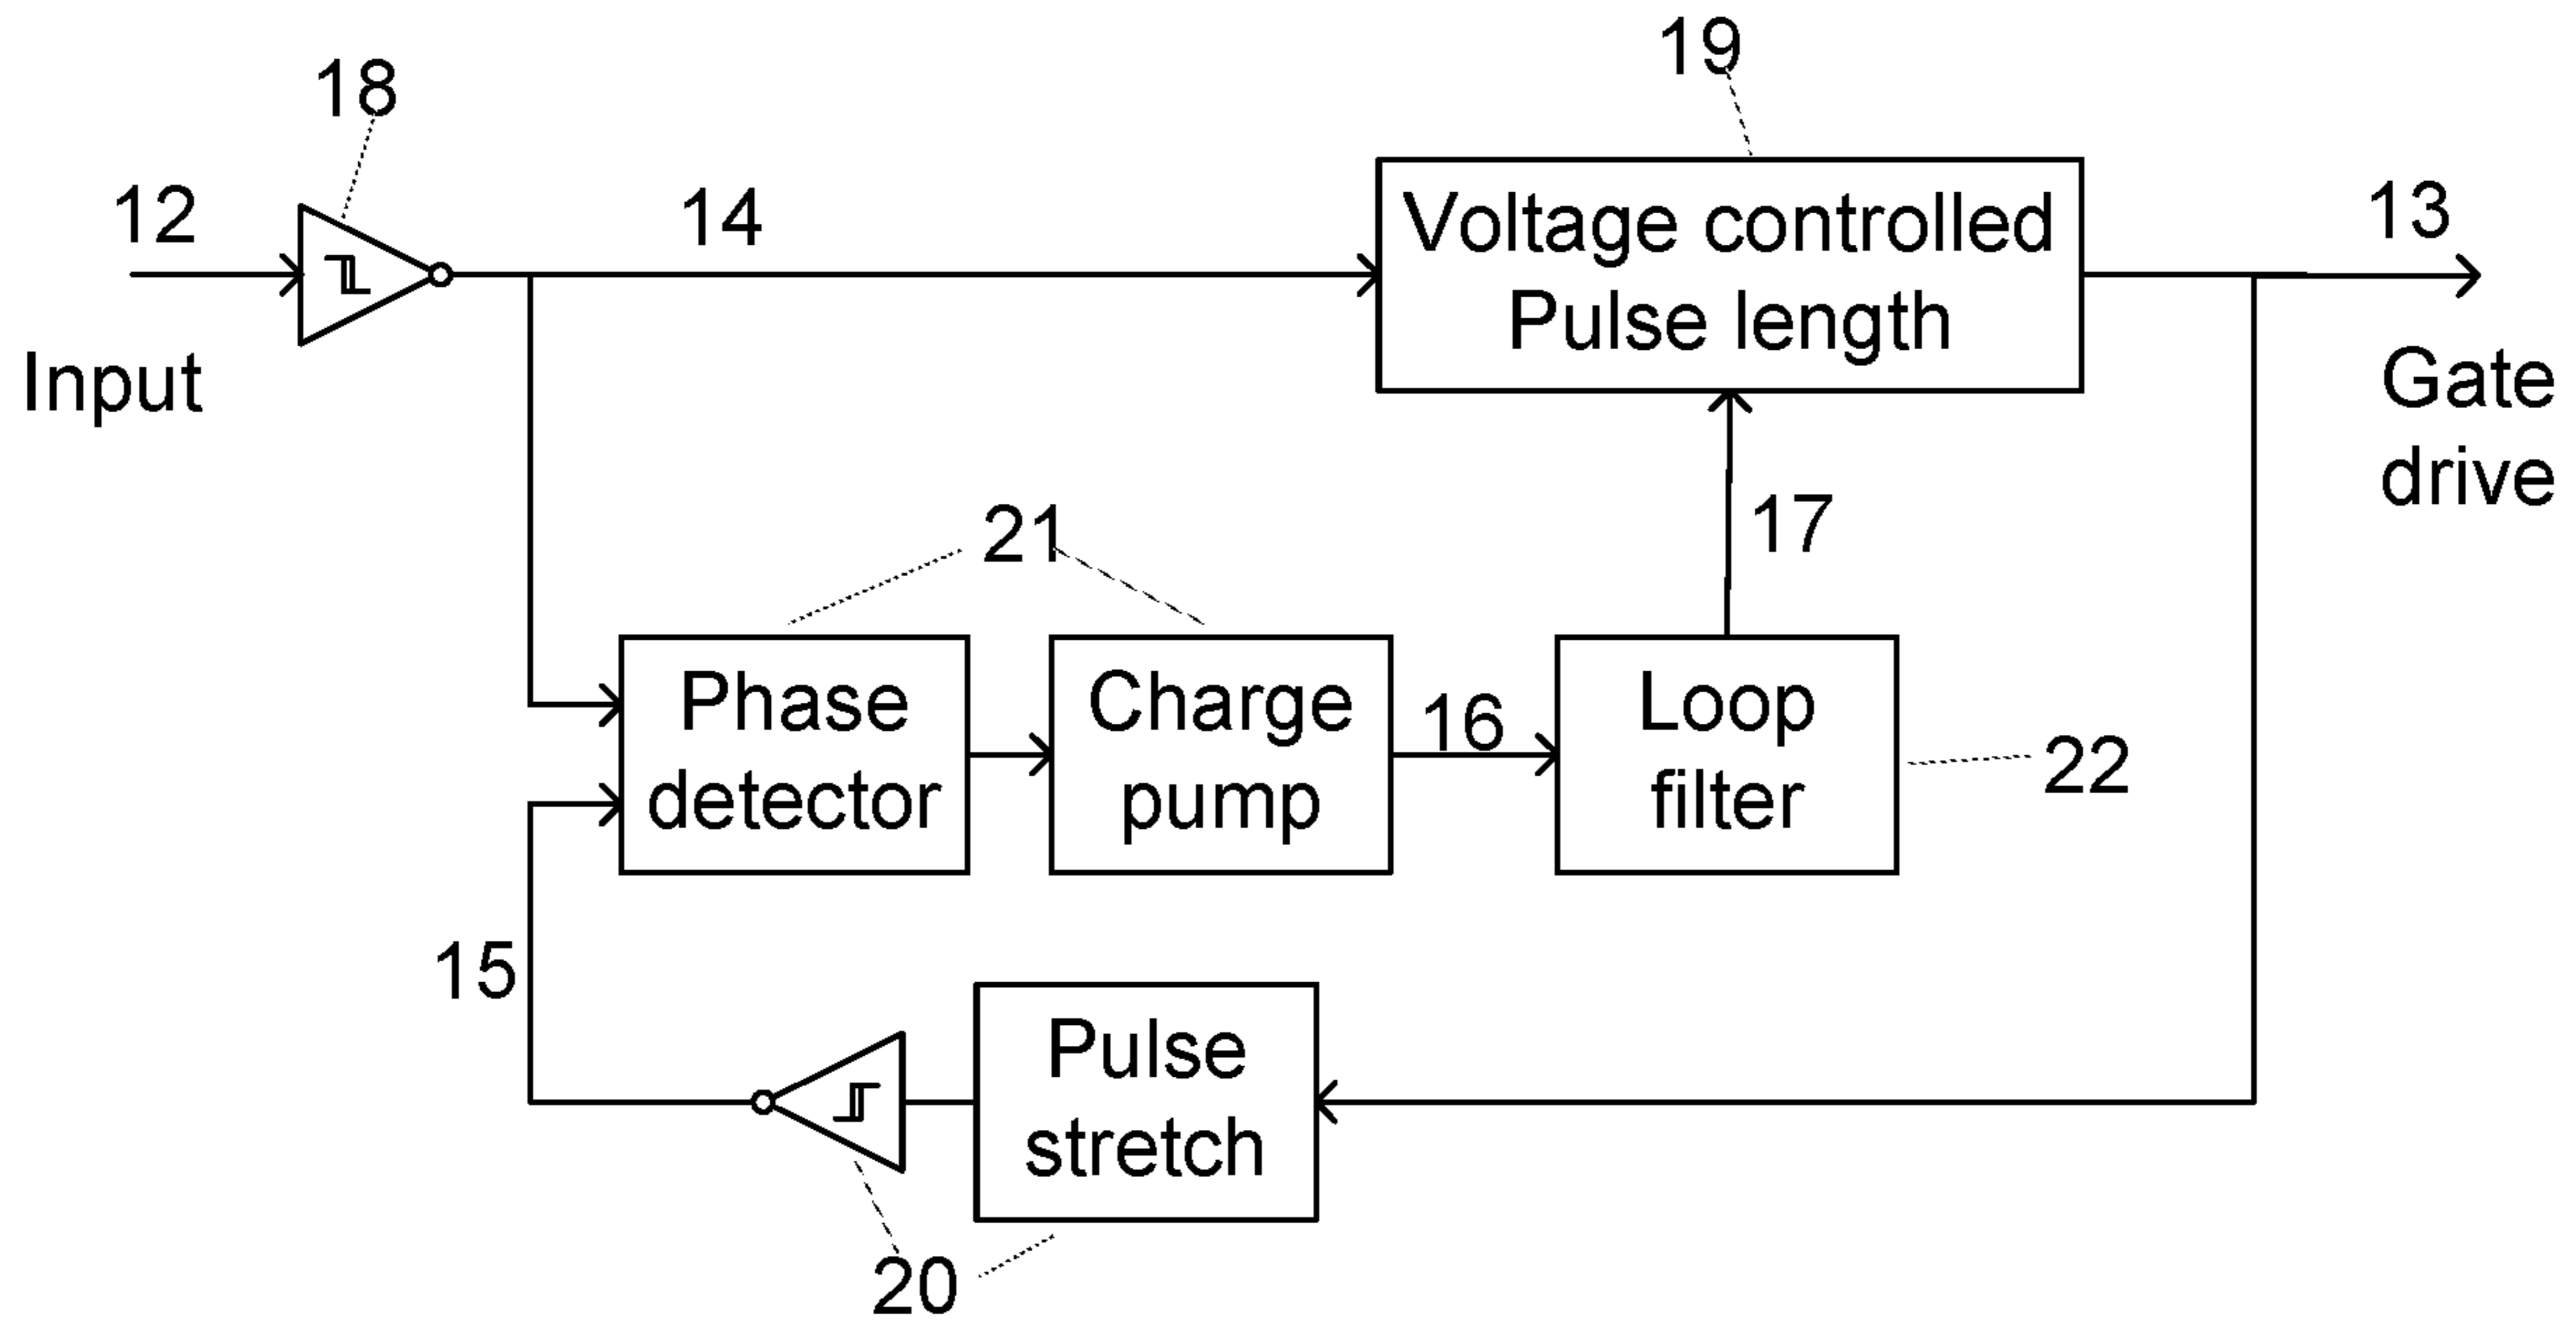 19
18
12
14
13
Voltage controlled
Pulse length
Input
Gate
drive
21
17
Phase
detector
Charge
pump
16
Loop
filter
22
15
Pulse
stretch
20